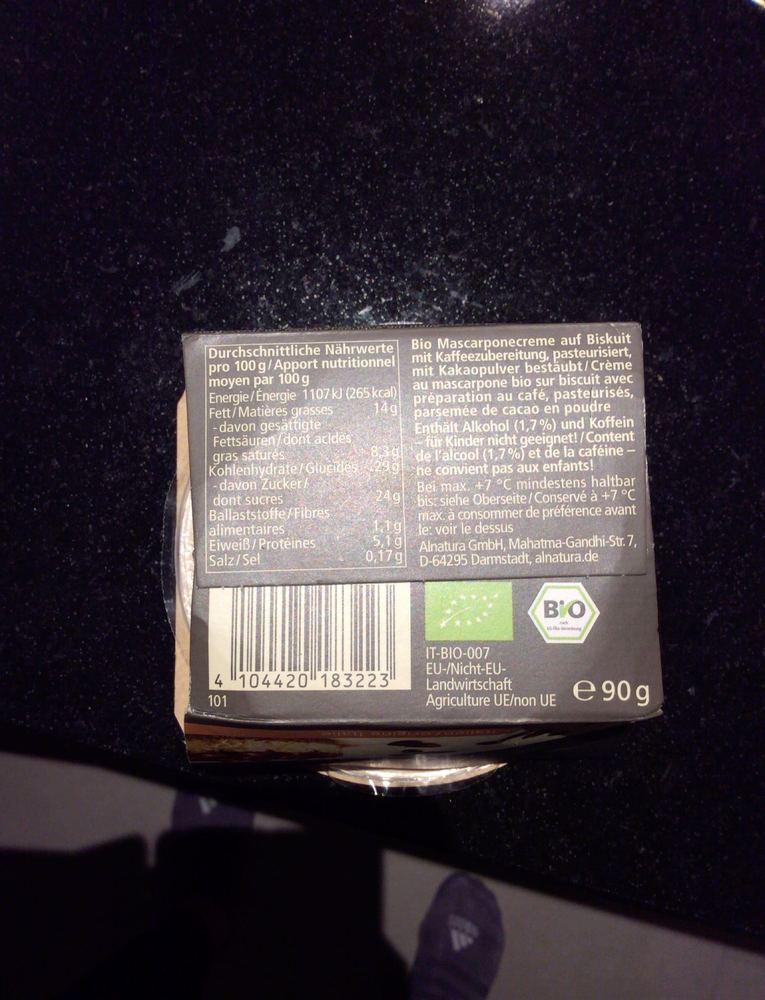 Durchschnittliche Nährwerte
pro 100 g/Apport nutritionnel
moyen par 100 g
Energie/Énergie 1107 kJ (265 kcal)
Fett/Matières grasses 14 g
- davon gesättigte
Fettsäuren/dont acides
gras saturés 8,3 g
Kohlenhydrate/Glucides 29 g
- davon Zucker/
dont sucres 24 g
Ballaststoffe/Fibres
alimentaires 1,1 g
Eiweiß/Protéines 5,1 g
Salz/Sel 0,17 g
Bio Mascarponecreme auf Biskuit
mit Kaffeezubereitung, pasteurisiert,
mit Kakaopulver bestäubt/Crème
au mascarpone bio sur biscuit avec
préparation au café, pasteurisés,
parsemée de cacao en poudre
Enthält Alkohol (1,7%) und Koffein
– für Kinder nicht geeignet!/Content
de l'alcool (1,7%) et de la caféine –
ne convient pas aux enfants!
Bei max. +7 °C mindestens haltbar
bis: siehe Oberseite/Conservé à +7 °C
max. à consommer de préférence avant
le: voir le dessus
Alnatura GmbH, Mahatma-Gandhi-Str. 7,
D-64295 Darmstadt, alnatura.de
4 104420 183223
101
BIO
nach
EG-Öko-Verordnung
IT-BIO-007
EU-/Nicht-EU-
Landwirtschaft
Agriculture UE/non UE
e 90 g